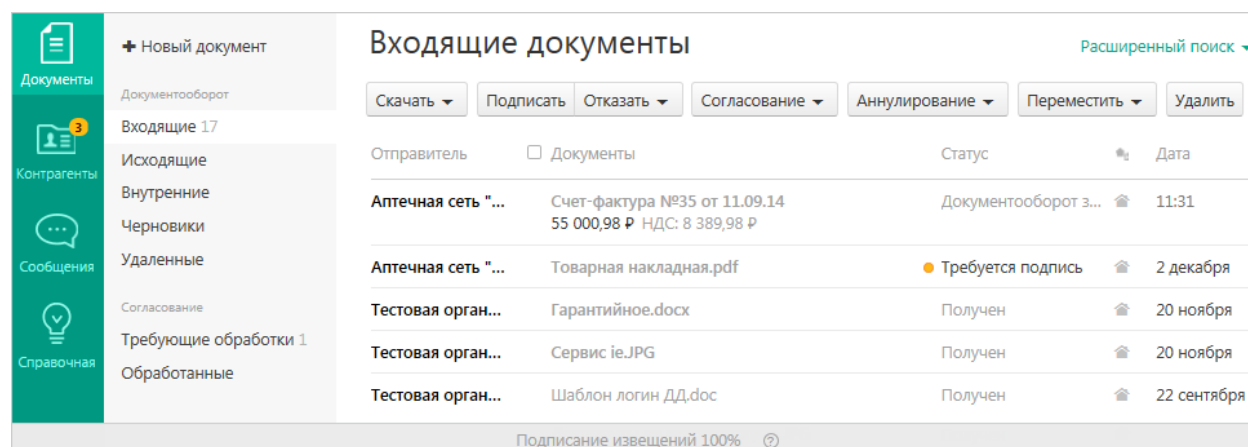 Документы
3
Контрагенты
Сообщения
Справочная
Новый документ
Документооборот
Входящие 17
Исходящие
Внутренние
Черновики
Удаленные
Согласование
Требующие обработки 1
Обработанные
Входящие документы
Расширенный поиск
Скачать Подписать Отказать Согласование Аннулирование Переместить Удалить
Отправитель Документы Статус Дата
Аптечная сеть "... Счет-фактура №35 от 11.09.14 Документооборот з... 11:31
55 000,98 ₽ НДС: 8 389,98 ₽
Аптечная сеть "... Товарная накладная.pdf Требуется подпись 2 декабря
Тестовая орган... Гарантийное.docx Получен 20 ноября
Тестовая орган... Сервис ie.JPG Получен 20 ноября
Тестовая орган... Шаблон логин ДД.doc Получен 22 сентября
Подписание извещений 100% ?